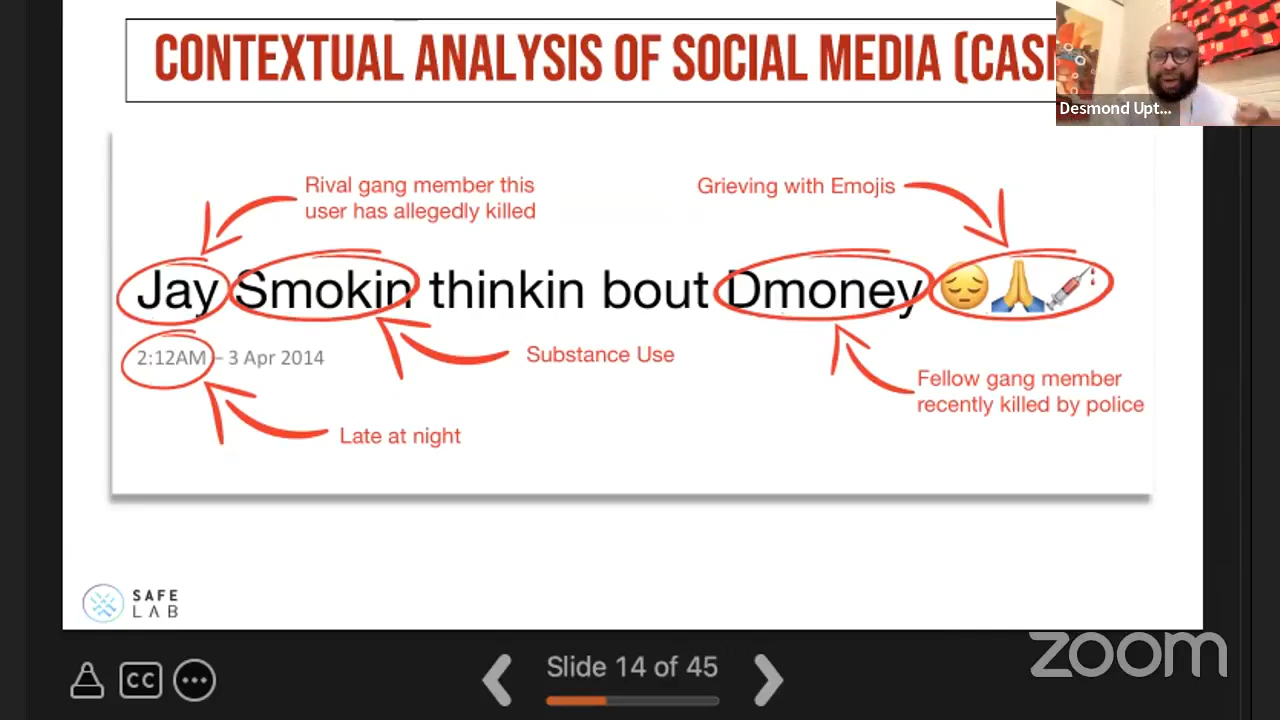 CONTEXTUAL ANALYSIS OF SOCIAL MEDIA (CAS
Desmond Upt...
Rival gang member this
user has allegedly killed
Grieving with Emojis
Jay Smokin thinkin bout Dmoney 😔🙏💉
2:12AM – 3 Apr 2014
Substance Use
Fellow gang member
recently killed by police
Late at night
SAFE
LAB
zoom
CC
Slide 14 of 45